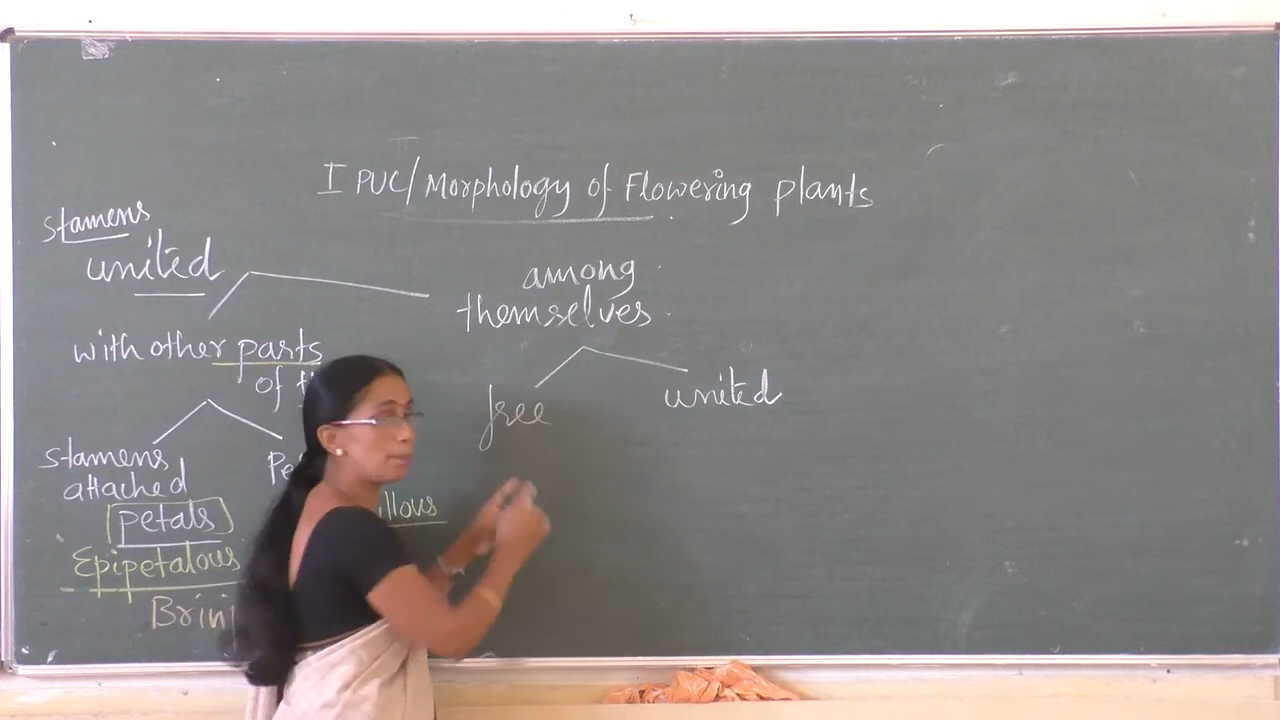 I PUC/Morphology of Flowering plants
stamens
united
with other parts
of
stamens
attached
petals
Epipetalous
among
themselves
free
united